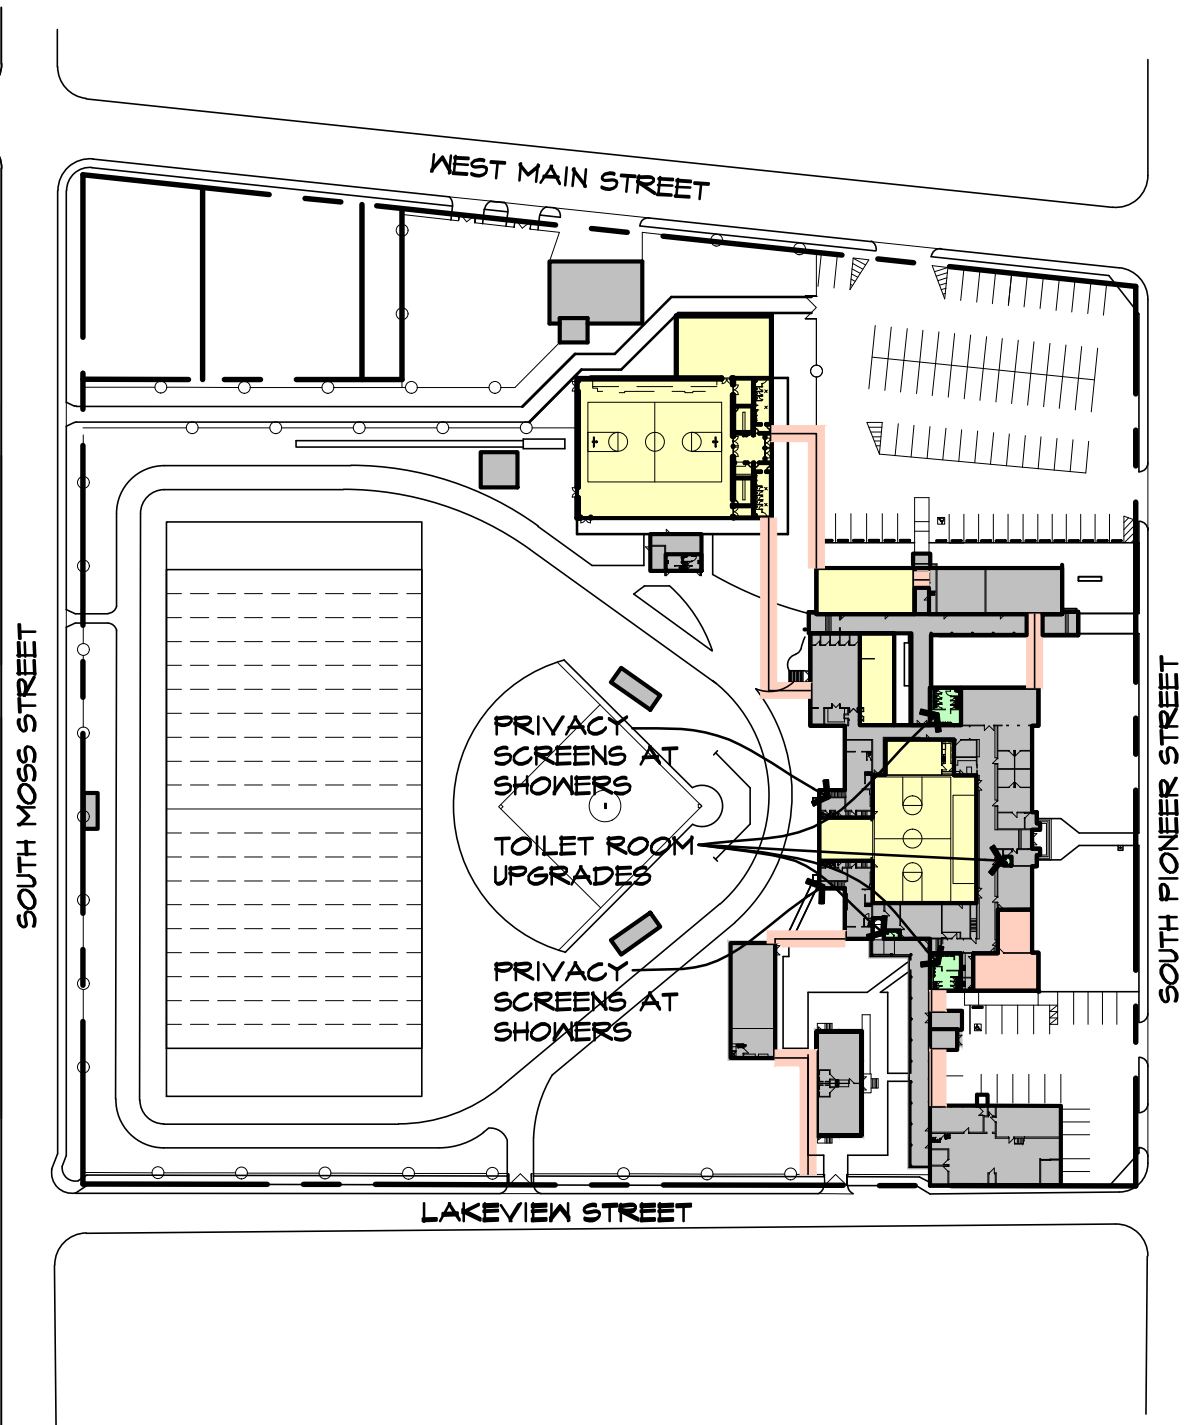 WEST MAIN STREET
SOUTH MOSS STREET
PRIVACY
SCREENS AT
SHOWERS
TOILET ROOM
UPGRADES
PRIVACY
SCREENS AT
SHOWERS
SOUTH PIONEER STREET
LAKEVIEW STREET